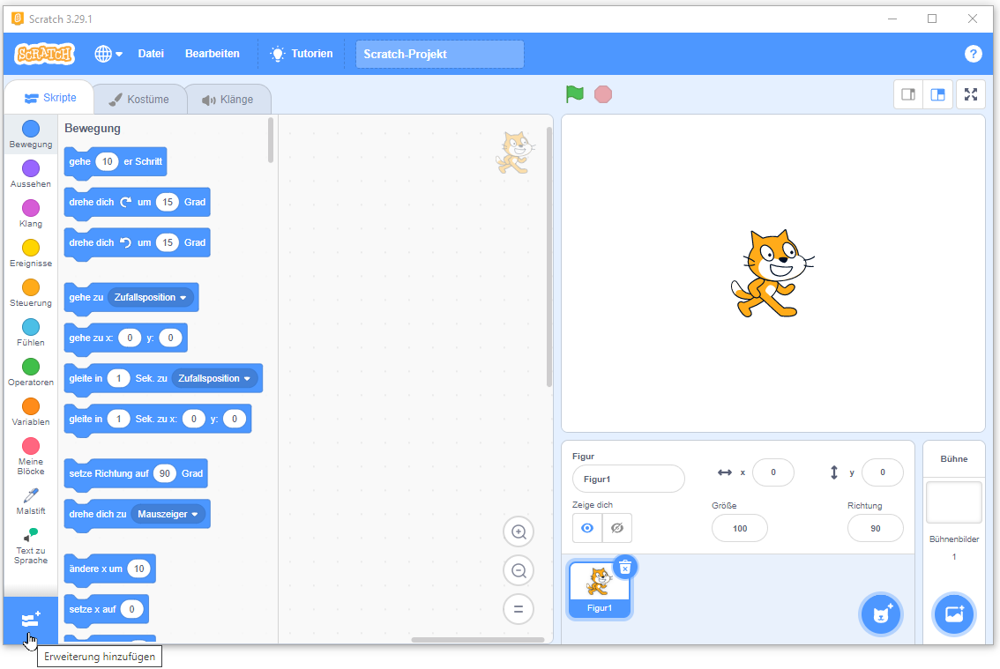 Scratch 3.29.1
SCRATCH
Datei
Bearbeiten
Tutorien
Scratch-Projekt
?
Skripte
Kostüme
Klänge
Bewegung
Aussehen
Klang
Ereignisse
Steuerung
Fühlen
Operatoren
Variablen
Meine
Blöcke
Malstift
Text zu
Sprache
Bewegung
gehe 10 er Schritt
drehe dich um 15 Grad
drehe dich um 15 Grad
gehe zu Zufallsposition
gehe zu x: 0 y: 0
gleite in 1 Sek. zu Zufallsposition
gleite in 1 Sek. zu x: 0 y: 0
setze Richtung auf 90 Grad
drehe dich zu Mauszeiger
ändere x um 10
setze x auf 0
Erweiterung hinzufügen
Figur
Figur1
x 0
y 0
Zeige dich
Größe
100
Richtung
90
Figur1
Bühne
Bühnenbilder
1